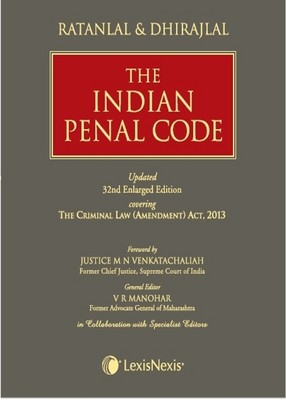 RATANLAL & DHIRAJLAL
THE
INDIAN
PENAL CODE
Updated
32nd Enlarged Edition
covering
THE CRIMINAL LAW (AMENDMENT) ACT, 2013
Foreword by
JUSTICE M N VENKATACHALIAH
Former Chief Justice, Supreme Court of India
General Editor
V R MANOHAR
Former Advocate General of Maharashtra
in Collaboration with Specialist Editors
LexisNexis®